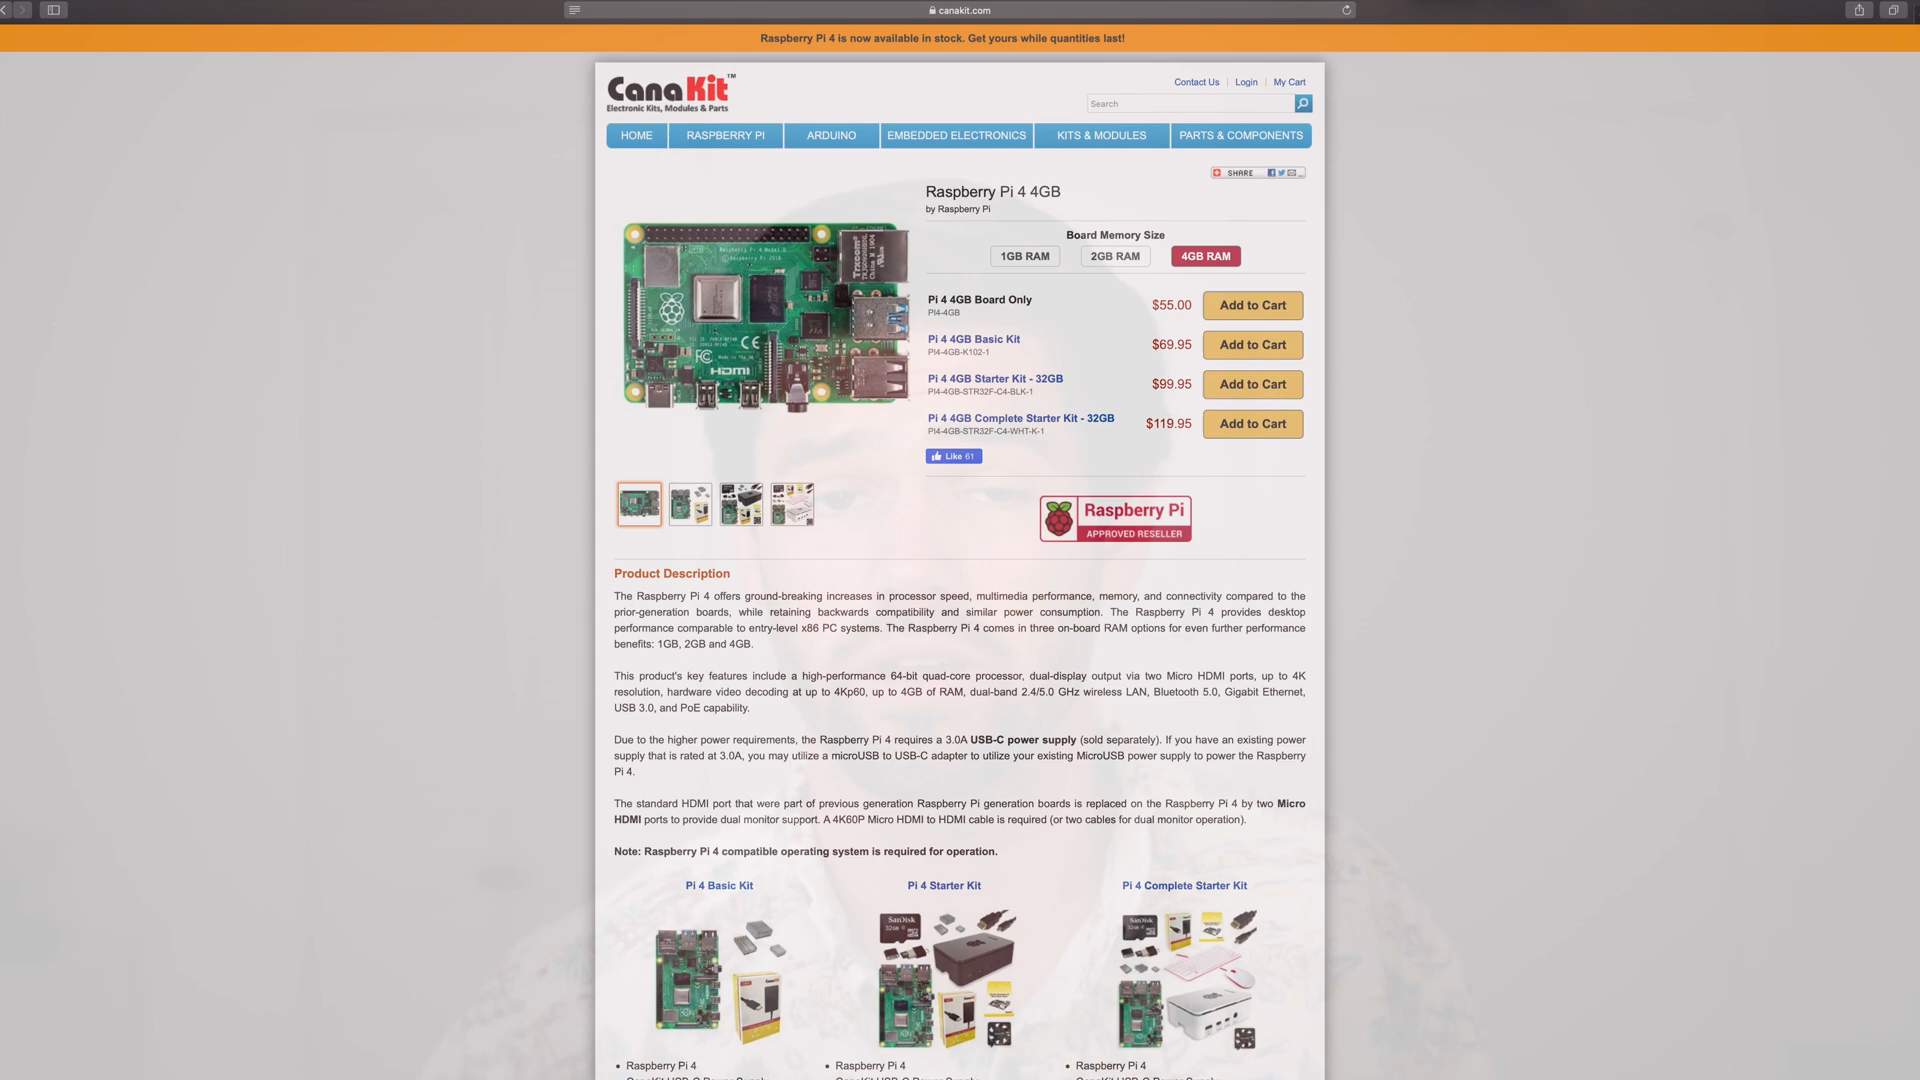 canakit.com
Raspberry Pi 4 is now available in stock. Get yours while quantities last!
CanaKit™
Electronic Kits, Modules & Parts
Contact Us | Login | My Cart
Search
HOME
RASPBERRY PI
ARDUINO
EMBEDDED ELECTRONICS
KITS & MODULES
PARTS & COMPONENTS
SHARE
Raspberry Pi 4 4GB
by Raspberry Pi
Board Memory Size
1GB RAM
2GB RAM
4GB RAM
Pi 4 4GB Board Only
PI4-4GB
$55.00
Add to Cart
Pi 4 4GB Basic Kit
PI4-4GB-K102-1
$69.95
Add to Cart
Pi 4 4GB Starter Kit - 32GB
PI4-4GB-STR32F-C4-BLK-1
$99.95
Add to Cart
Pi 4 4GB Complete Starter Kit - 32GB
PI4-4GB-STR32F-C4-WHT-K-1
$119.95
Add to Cart
Like 61
Raspberry Pi
APPROVED RESELLER
Raspberry Pi 4 Model B
©Raspberry Pi 2018
Trxcom
China M 1904
FC CE
HDMI
Product Description
The Raspberry Pi 4 offers ground-breaking increases in processor speed, multimedia performance, memory, and connectivity compared to the
prior-generation boards, while retaining backwards compatibility and similar power consumption. The Raspberry Pi 4 provides desktop
performance comparable to entry-level x86 PC systems. The Raspberry Pi 4 comes in three on-board RAM options for even further performance
benefits: 1GB, 2GB and 4GB.
This product's key features include a high-performance 64-bit quad-core processor, dual-display output via two Micro HDMI ports, up to 4K
resolution, hardware video decoding at up to 4Kp60, up to 4GB of RAM, dual-band 2.4/5.0 GHz wireless LAN, Bluetooth 5.0, Gigabit Ethernet,
USB 3.0, and PoE capability.
Due to the higher power requirements, the Raspberry Pi 4 requires a 3.0A USB-C power supply (sold separately). If you have an existing power
supply that is rated at 3.0A, you may utilize a microUSB to USB-C adapter to utilize your existing MicroUSB power supply to power the Raspberry
Pi 4.
The standard HDMI port that were part of previous generation Raspberry Pi generation boards is replaced on the Raspberry Pi 4 by two Micro
HDMI ports to provide dual monitor support. A 4K60P Micro HDMI to HDMI cable is required (or two cables for dual monitor operation).
Note: Raspberry Pi 4 compatible operating system is required for operation.
Pi 4 Basic Kit
Pi 4 Starter Kit
Pi 4 Complete Starter Kit
SanDisk
32GB
SanDisk
32GB
• Raspberry Pi 4
• Raspberry Pi 4
• Raspberry Pi 4